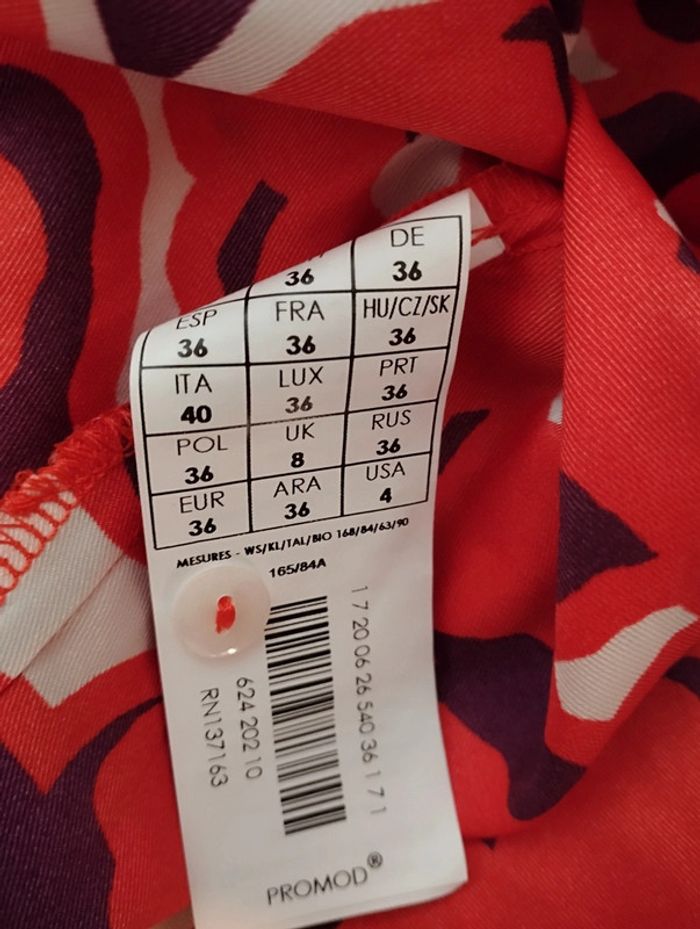 DE
36 36
ESP FRA HU/CZ/SK
36 36 36
ITA LUX PRT
40 36 36
POL UK RUS
36 8 36
EUR ARA USA
36 36 4
MESURES - WS/KL/TAL/BIO 168/84/63/90
165/84A
1 7 20 06 26 540 36 1 7 1
624 202 10
RN137163
PROMOD®